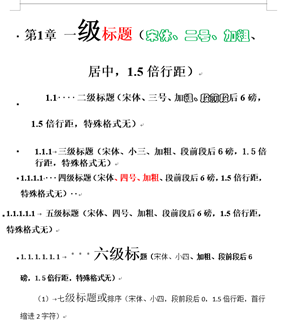 第1章 一级标题（宋体、二号、加粗、
居中，1.5 倍行距）
1.1····二级标题（宋体、三号、加粗、段前段后 6 磅，
1.5 倍行距，特殊格式无）
1.1.1→三级标题（宋体、小三、加粗、段前段后 6 磅，1.5 倍
行距，特殊格式无）
1.1.1.1···四级标题（宋体、四号、加粗、段前段后 6 磅，1.5 倍行距，
特殊格式无）··
1.1.1.1.1→ 五级标题（宋体、四号、加粗、段前段后 6 磅，1.5 倍行距，
特殊格式无）
1.1.1.1.1.1→ 六级标题（宋体、小四、加粗、段前段后 6
磅，1.5 倍行距，特殊格式无）
（1）→七级标题或排序（宋体、小四，段前段后 0，1.5 倍行距，首行
缩进 2 字符）